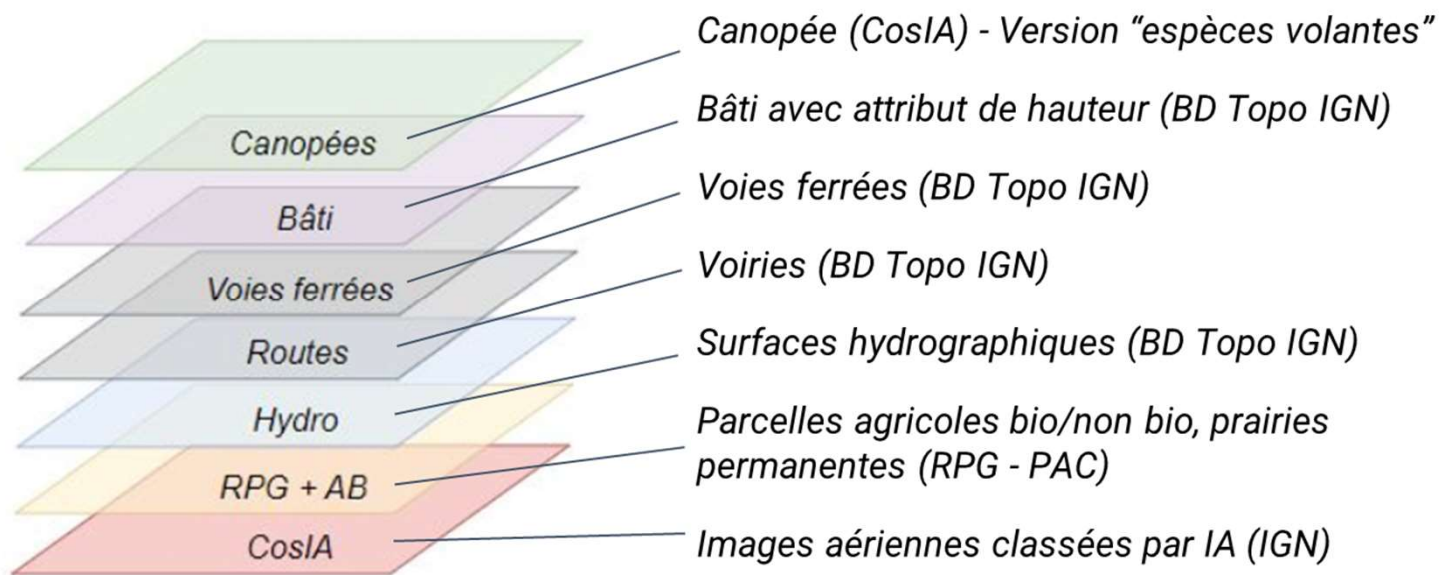 Canopée (CosIA) - Version “espèces volantes”
Canopées
Bâti avec attribut de hauteur (BD Topo IGN)
Bâti
Voies ferrées (BD Topo IGN)
Voies ferrées
Voiries (BD Topo IGN)
Routes
Surfaces hydrographiques (BD Topo IGN)
Hydro
Parcelles agricoles bio/non bio, prairies
permanentes (RPG - PAC)
RPG + AB
Images aériennes classées par IA (IGN)
CosIA